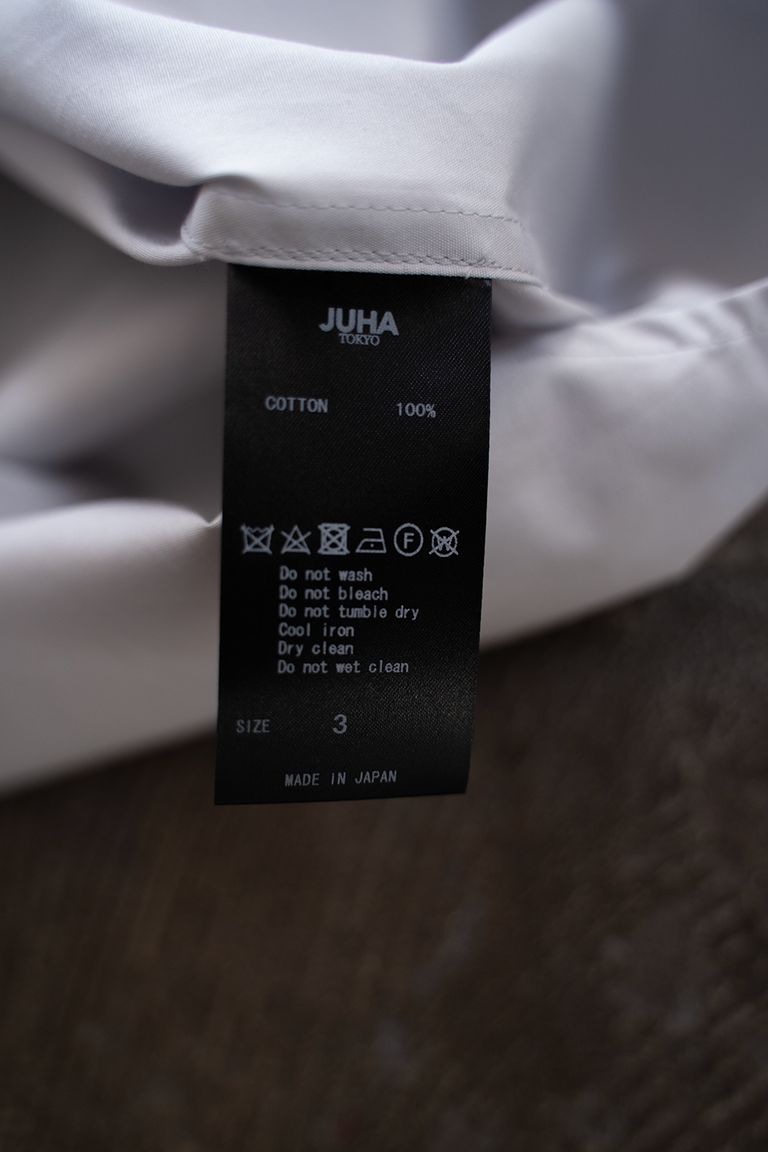 JUHA
TOKYO
COTTON 100%
F W
Do not wash
Do not bleach
Do not tumble dry
Cool iron
Dry clean
Do not wet clean
SIZE 3
MADE IN JAPAN